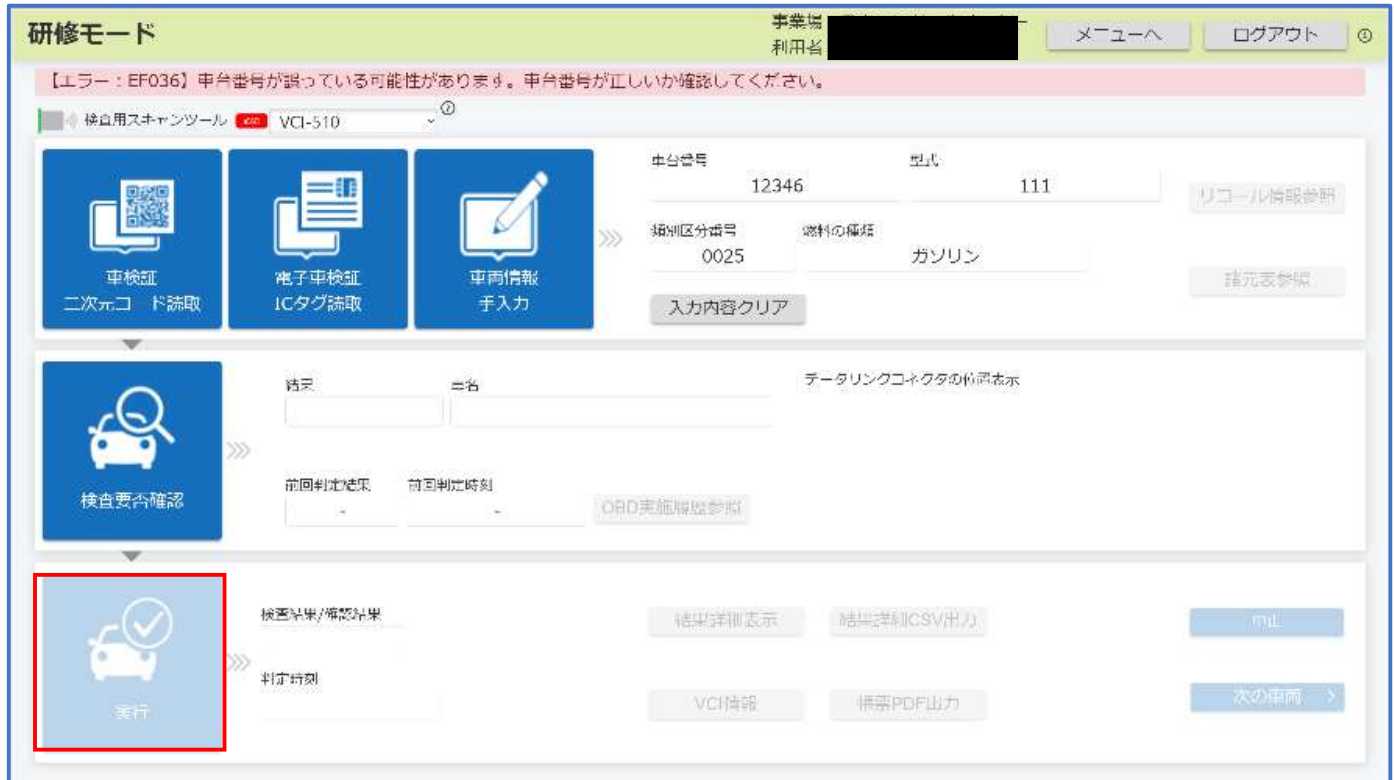 研修モード
事業場
利用者
メニューへ
ログアウト
【エラー：EF036】車台番号が誤っている可能性があります。車台番号が正しいか確認してください。
検査用スキャンツール
VCI-510
車台番号
型式
12346
111
リコール情報参照
類別区分番号
燃料の種類
0025
ガソリン
諸元表参照
入力内容クリア
車検証
二次元コード読取
電子車検証
ICタグ読取
車両情報
手入力
結果
車名
データリンクコネクタの位置表示
検査要否確認
前回判定結果
前回判定時刻
-
-
OBD実施履歴参照
検査結果/確認結果
結果詳細表示
結果詳細CSV出力
中止
判定時刻
実行
VCI情報
帳票PDF出力
次の車両